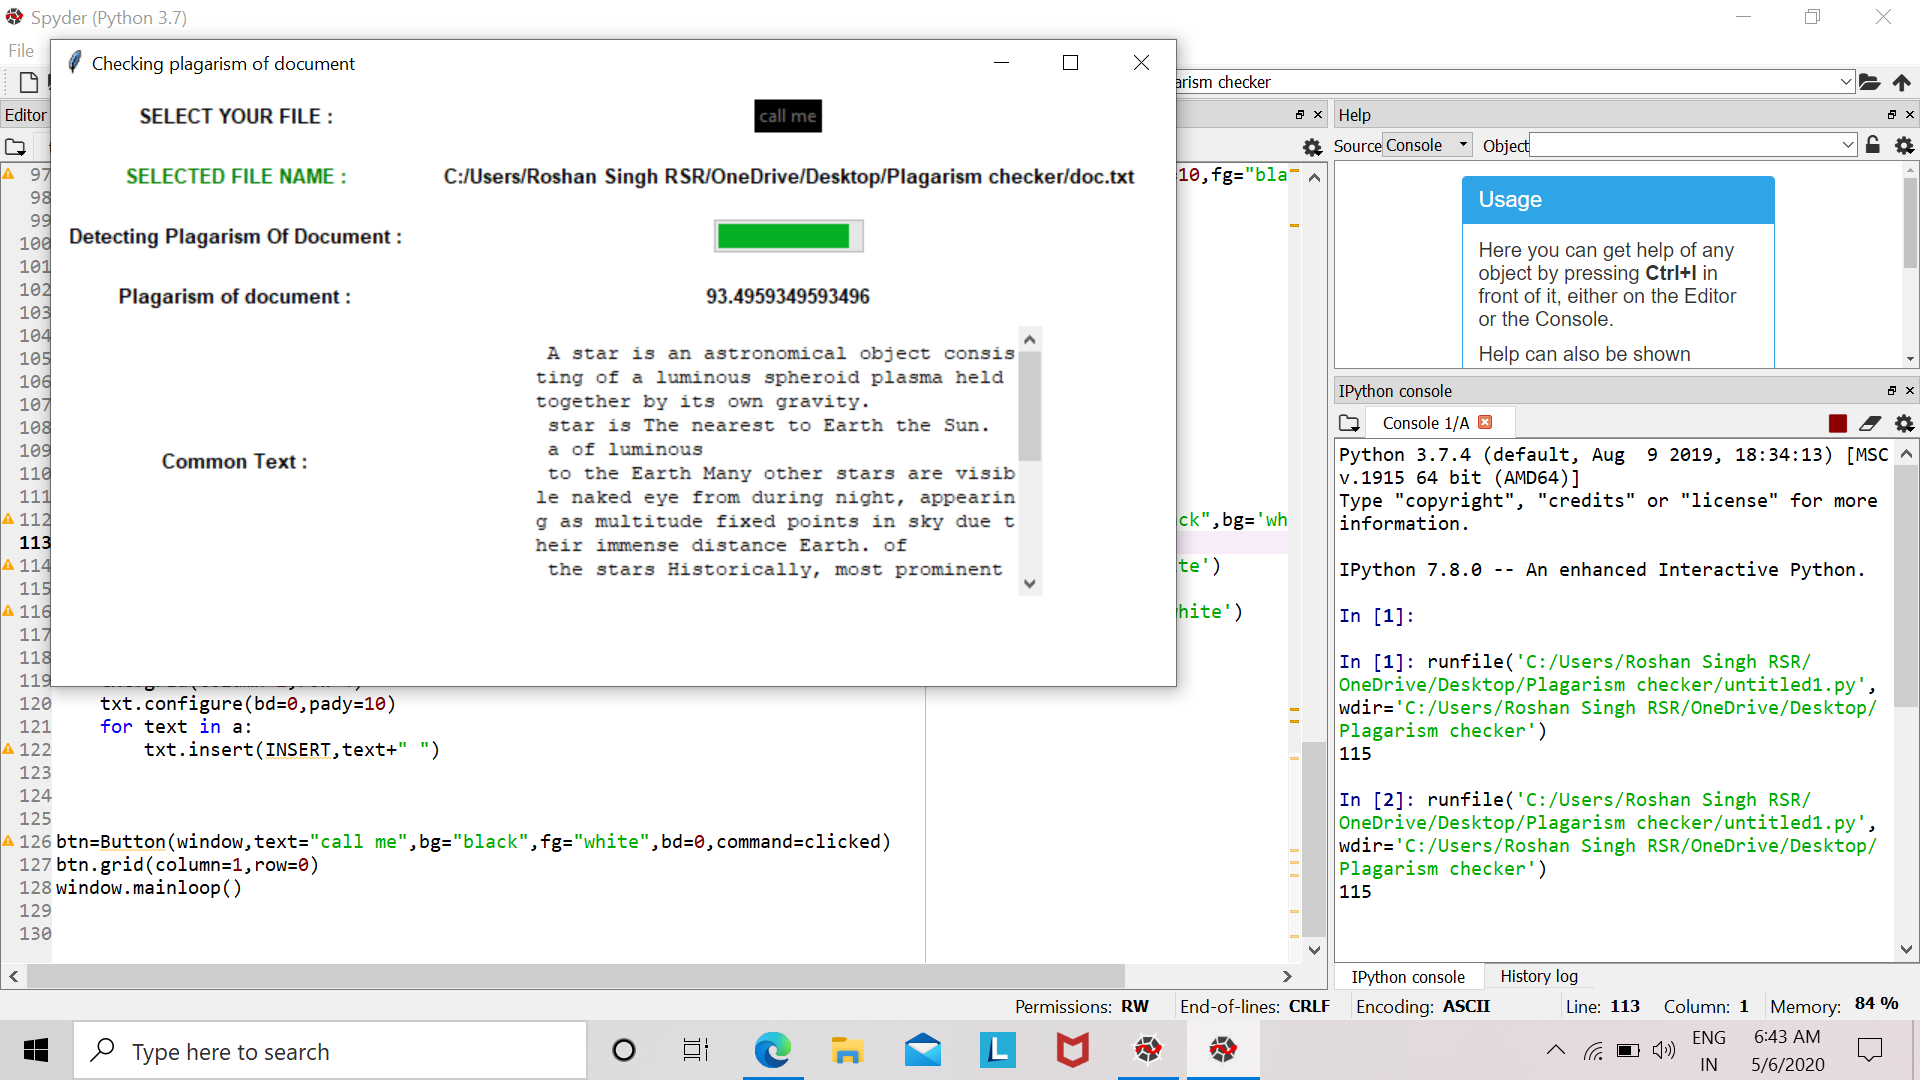 Spyder (Python 3.7)
File
Checking plagarism of document
SELECT YOUR FILE :
call me
SELECTED FILE NAME :
C:/Users/Roshan Singh RSR/OneDrive/Desktop/Plagarism checker/doc.txt
Detecting Plagarism Of Document :
Plagarism of document :
93.4959349593496
Common Text :
A star is an astronomical object consis
ting of a luminous spheroid plasma held
together by its own gravity.
star is The nearest to Earth the Sun.
a of luminous
to the Earth Many other stars are visib
le naked eye from during night, appearin
g as multitude fixed points in sky due t
heir immense distance Earth. of
the stars Historically, most prominent
arism checker
Editor
97
=10,fg="bla
98
99
100
101
102
103
104
105
106
107
108
109
110
111
112
ck",bg='wh
113
114
te')
115
116
white')
117
118
119
120 txt.configure(bd=0,pady=10)
121 for text in a:
122 txt.insert(INSERT,text+" ")
123
124
125
126 btn=Button(window,text="call me",bg="black",fg="white",bd=0,command=clicked)
127 btn.grid(column=1,row=0)
128 window.mainloop()
129
130
Help
Source Console Object
Usage
Here you can get help of any
object by pressing Ctrl+I in
front of it, either on the Editor
or the Console.
Help can also be shown
IPython console
Console 1/A
Python 3.7.4 (default, Aug  9 2019, 18:34:13) [MSC
v.1915 64 bit (AMD64)]
Type "copyright", "credits" or "license" for more
information.
IPython 7.8.0 -- An enhanced Interactive Python.
In [1]:
In [1]: runfile('C:/Users/Roshan Singh RSR/
OneDrive/Desktop/Plagarism checker/untitled1.py',
wdir='C:/Users/Roshan Singh RSR/OneDrive/Desktop/
Plagarism checker')
115
In [2]: runfile('C:/Users/Roshan Singh RSR/
OneDrive/Desktop/Plagarism checker/untitled1.py',
wdir='C:/Users/Roshan Singh RSR/OneDrive/Desktop/
Plagarism checker')
115
IPython console History log
Permissions: RW End-of-lines: CRLF Encoding: ASCII Line: 113 Column: 1 Memory: 84 %
Type here to search
L
ENG
IN
6:43 AM
5/6/2020